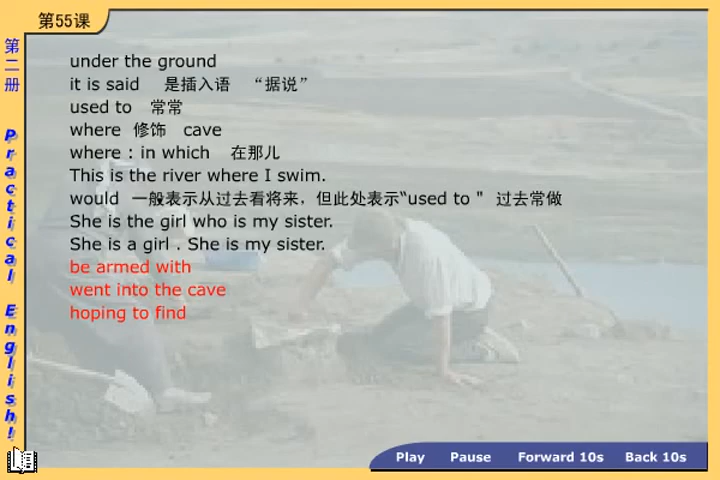 第55课
第二册
Practical English!
under the ground
it is said 是插入语 “据说”
used to 常常
where 修饰 cave
where : in which 在那儿
This is the river where I swim.
would 一般表示从过去看将来，但此处表示“used to " 过去常做
She is the girl who is my sister.
She is a girl . She is my sister.
be armed with
went into the cave
hoping to find
Play Pause Forward 10s Back 10s